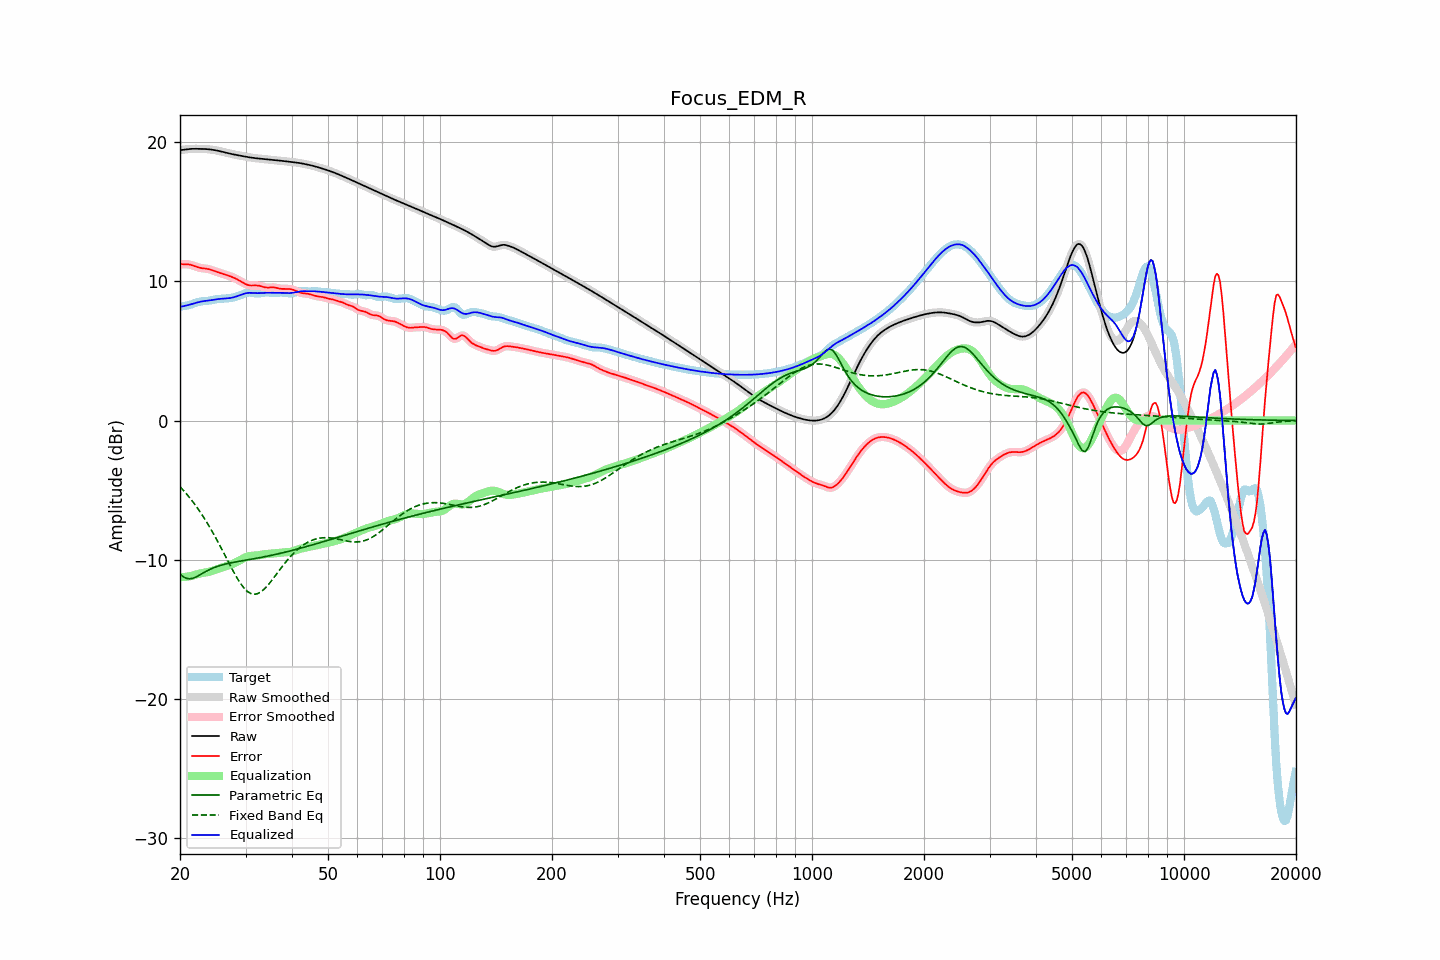 Focus_EDM_R
Amplitude (dBr)
20
10
0
−10
−20
−30
Target
Raw Smoothed
Error Smoothed
Raw
Error
Equalization
Parametric Eq
Fixed Band Eq
Equalized
20 50 100 200 500 1000 2000 5000 10000 20000
Frequency (Hz)